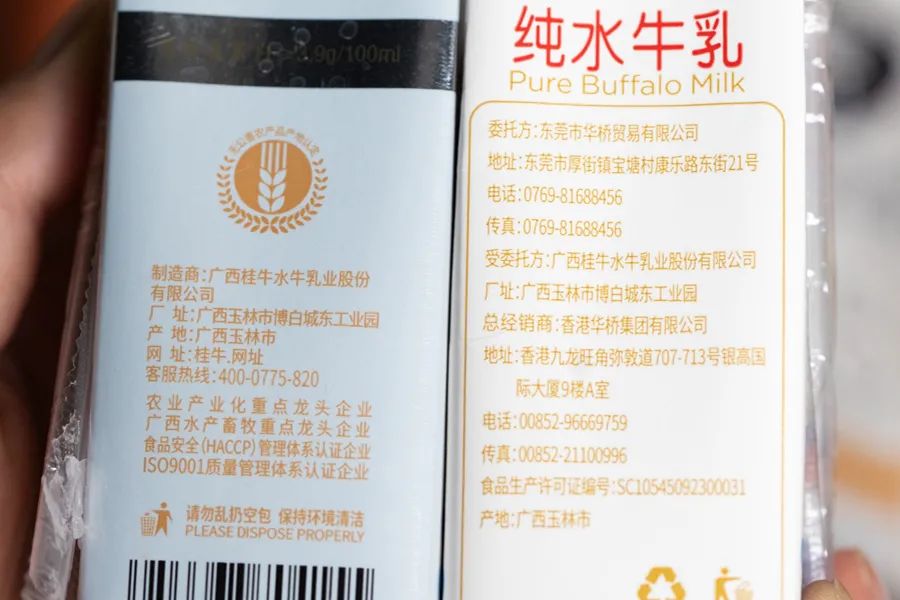 3.9g/100ml
无公害农产品产地认定
制造商:广西桂牛水牛乳业股份
有限公司
厂 址:广西玉林市博白城东工业园
产 地:广西玉林市
网 址:桂牛.网址
客服热线:400-0775-820
农业产业化重点龙头企业
广西水产畜牧重点龙头企业
食品安全(HACCP)管理体系认证企业
ISO9001质量管理体系认证企业
请勿乱扔空包 保持环境清洁
PLEASE DISPOSE PROPERLY
纯水牛乳
Pure Buffalo Milk
委托方:东莞市华桥贸易有限公司
地址:东莞市厚街镇宝塘村康乐路东街21号
电话:0769-81688456
传真:0769-81688456
受委托方:广西桂牛水牛乳业股份有限公司
厂址:广西玉林市博白城东工业园
总经销商:香港华桥集团有限公司
地址:香港九龙旺角弥敦道707-713号银高国
际大厦9楼A室
电话:00852-96669759
传真:00852-21100996
食品生产许可证编号:SC10545092300031
产地:广西玉林市